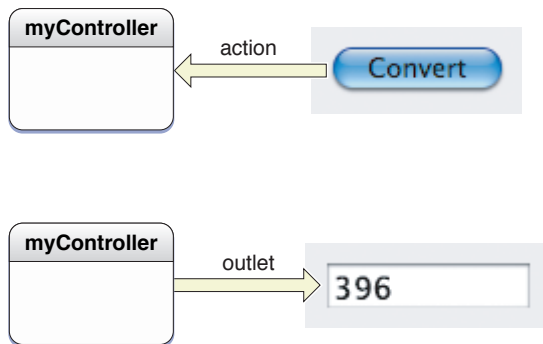 myController
action
Convert
myController
outlet
396